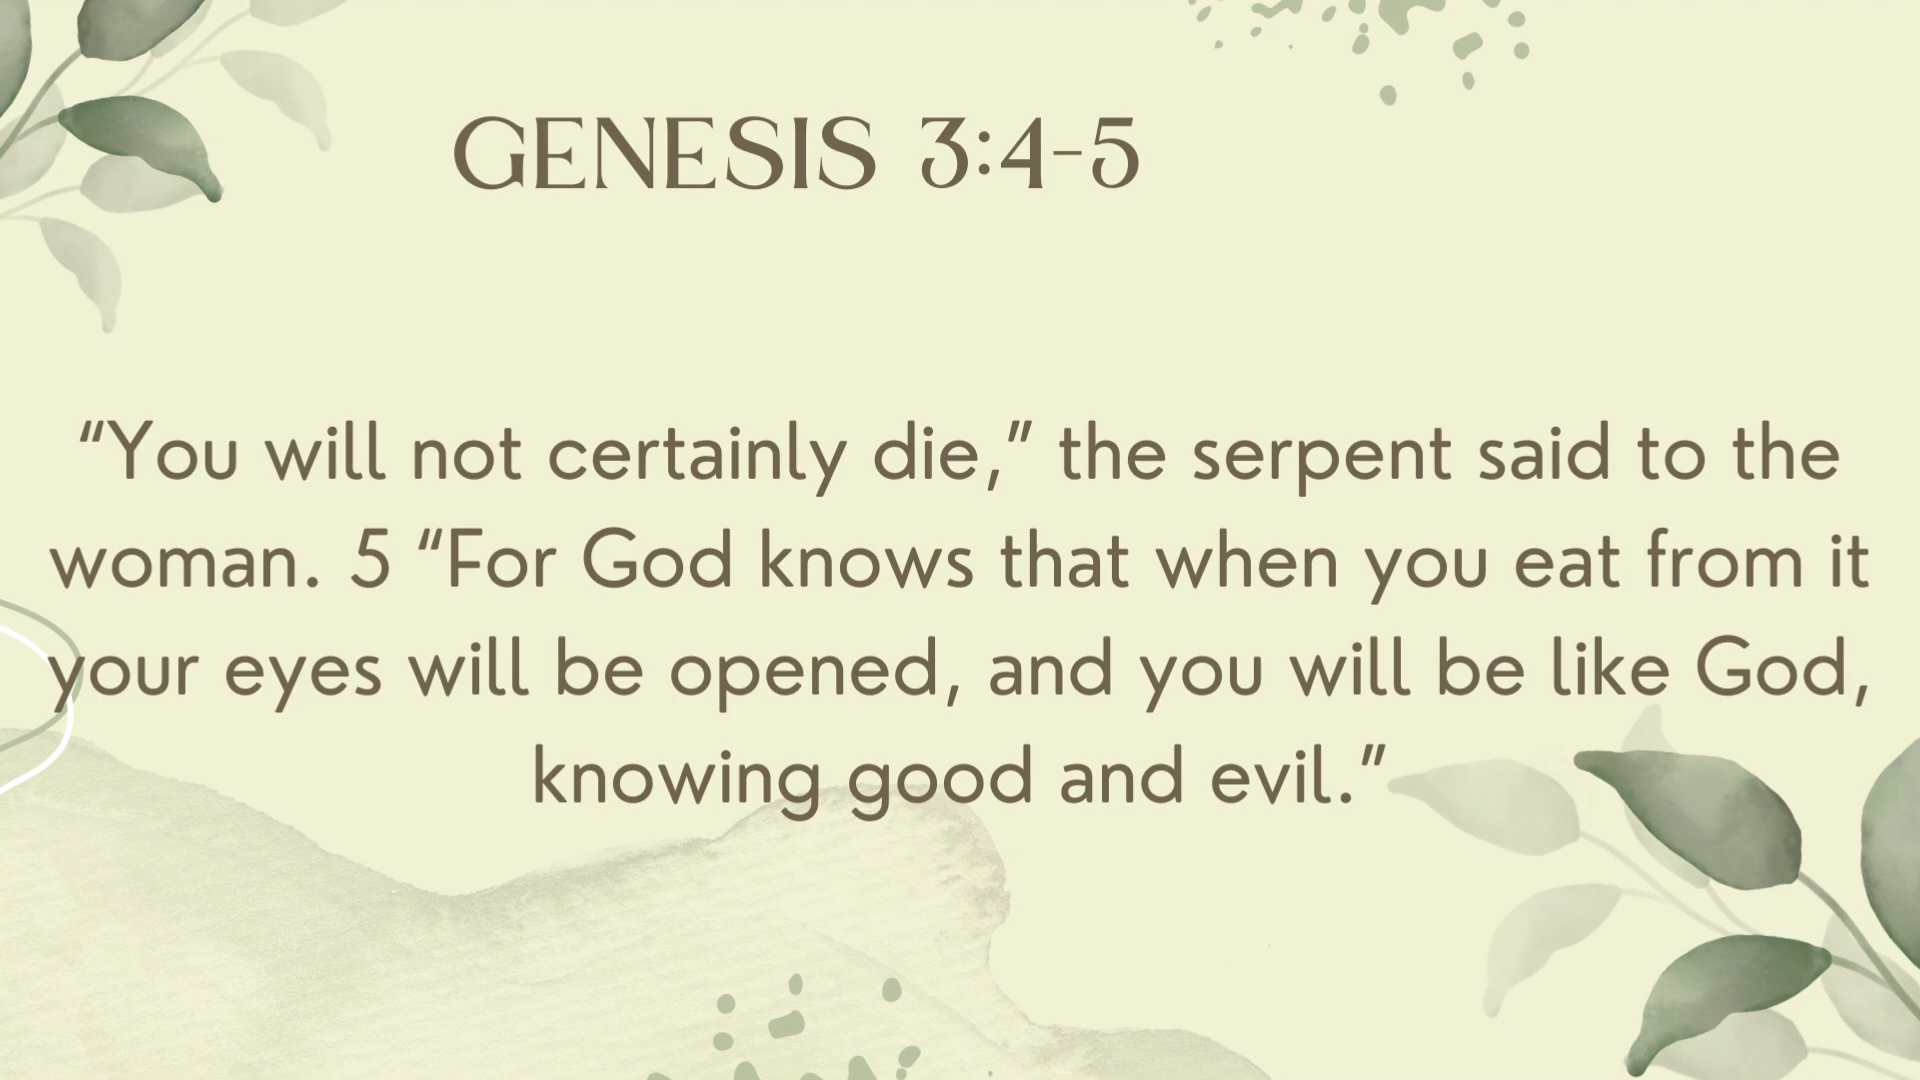 GENESIS 3:4-5
“You will not certainly die,” the serpent said to the
woman. 5 “For God knows that when you eat from it
your eyes will be opened, and you will be like God,
knowing good and evil.”